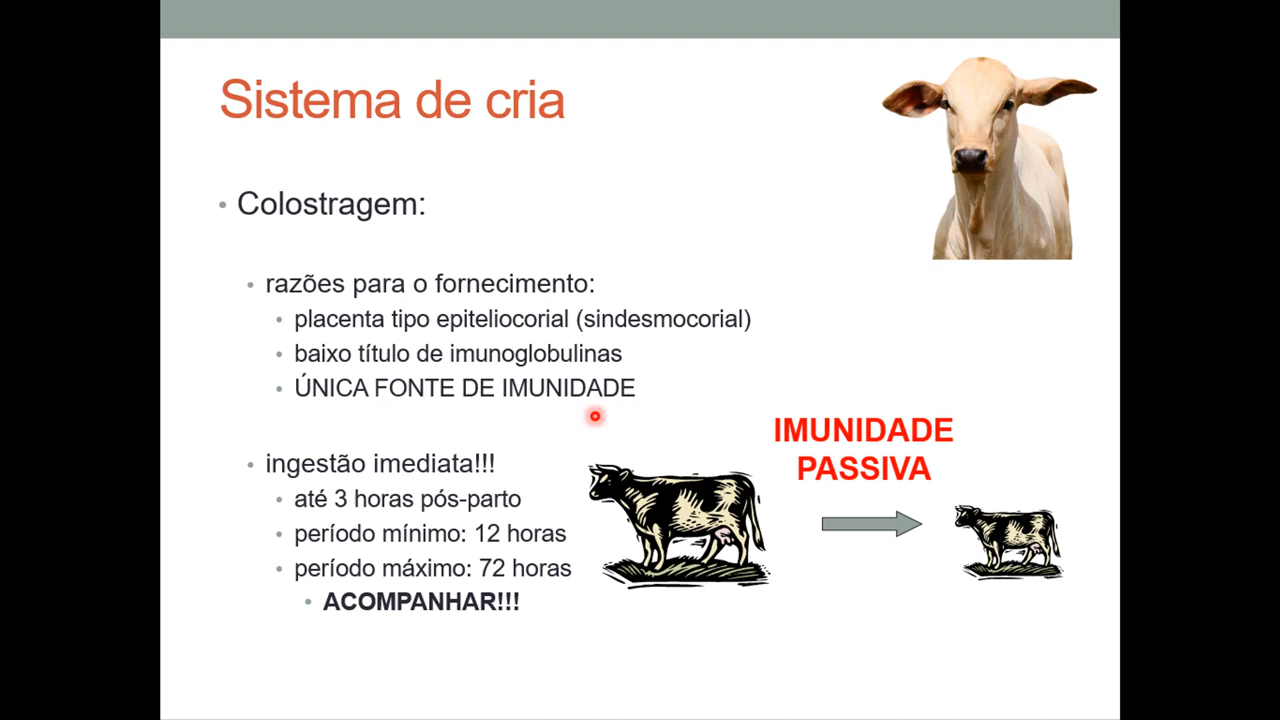 Sistema de cria
• Colostragem:
• razões para o fornecimento:
• placenta tipo epiteliocorial (sindesmocorial)
• baixo título de imunoglobulinas
• ÚNICA FONTE DE IMUNIDADE
• ingestão imediata!!!
• até 3 horas pós-parto
• período mínimo: 12 horas
• período máximo: 72 horas
• ACOMPANHAR!!!
IMUNIDADE
PASSIVA